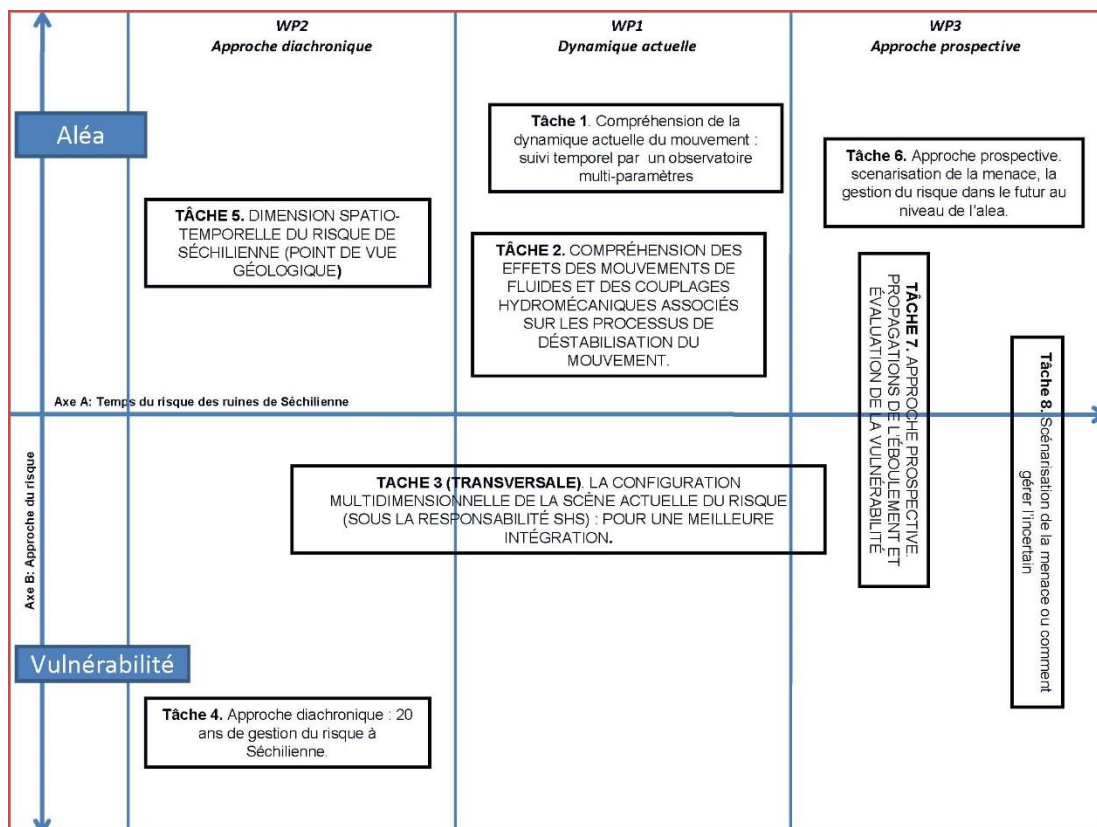 WP2
Approche diachronique
WP1
Dynamique actuelle
WP3
Approche prospective
Aléa
Tâche 1. Compréhension de la
dynamique actuelle du mouvement :
suivi temporel par un observatoire
multi-paramètres
Tâche 6. Approche prospective.
scenarisation de la menace, la
gestion du risque dans le futur au
niveau de l'alea.
TÂCHE 5. DIMENSION SPATIO-
TEMPORELLE DU RISQUE DE
SÉCHILIENNE (POINT DE VUE
GÉOLOGIQUE)
TÂCHE 2. COMPRÉHENSION DES
EFFETS DES MOUVEMENTS DE
FLUIDES ET DES COUPLAGES
HYDROMÉCANIQUES ASSOCIÉS
SUR LES PROCESSUS DE
DÉSTABILISATION DU
MOUVEMENT.
TÂCHE 7. APPROCHE PROSPECTIVE.
PROPAGATIONS DE L'ÉBOULEMENT ET
ÉVALUATION DE LA VULNÉRABILITÉ
Tâche 8. Scénarisation de la menace ou comment
gérer l'incertain
Axe A: Temps du risque des ruines de Séchilienne
TACHE 3 (TRANSVERSALE). LA CONFIGURATION
MULTIDIMENSIONNELLE DE LA SCÈNE ACTUELLE DU RISQUE
(SOUS LA RESPONSABILITÉ SHS) : POUR UNE MEILLEURE
INTÉGRATION.
Axe B: Approche du risque
Vulnérabilité
Tâche 4. Approche diachronique : 20
ans de gestion du risque à
Séchilienne.